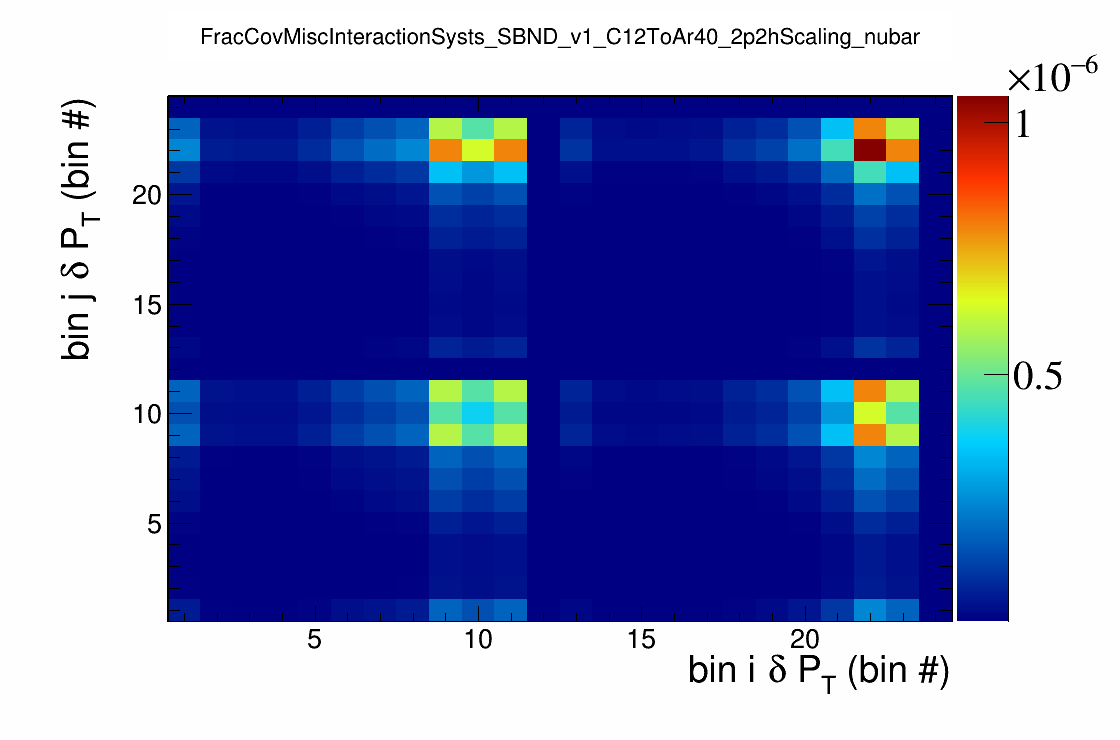 FracCovMiscInteractionSysts_SBND_v1_C12ToAr40_2p2hScaling_nubar
×10⁻⁶
1
0.5
bin j δ P_T (bin #)
20
15
10
5
5 10 15 20
bin i δ P_T (bin #)